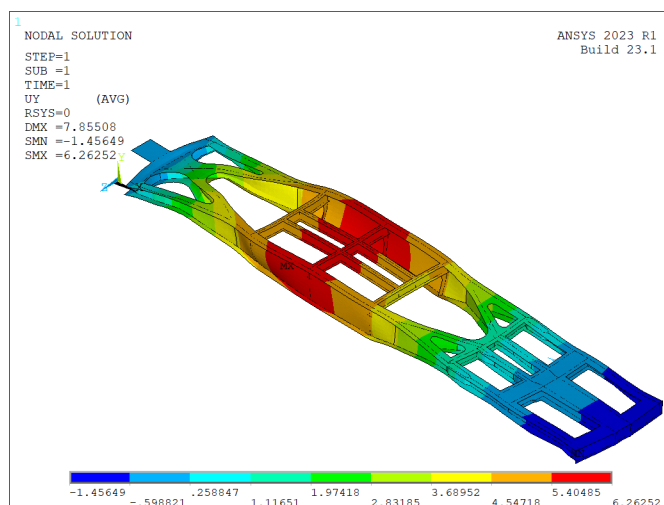 1
NODAL SOLUTION
STEP=1
SUB =1
TIME=1
UY (AVG)
RSYS=0
DMX =7.85508
SMN =-1.45649
SMX =6.26252
ANSYS 2023 R1
Build 23.1
Y
Z
MX
-1.45649 .258847 1.97418 3.68952 5.40485
-.598821 1.11651 2.83185 4.54718 6.26252